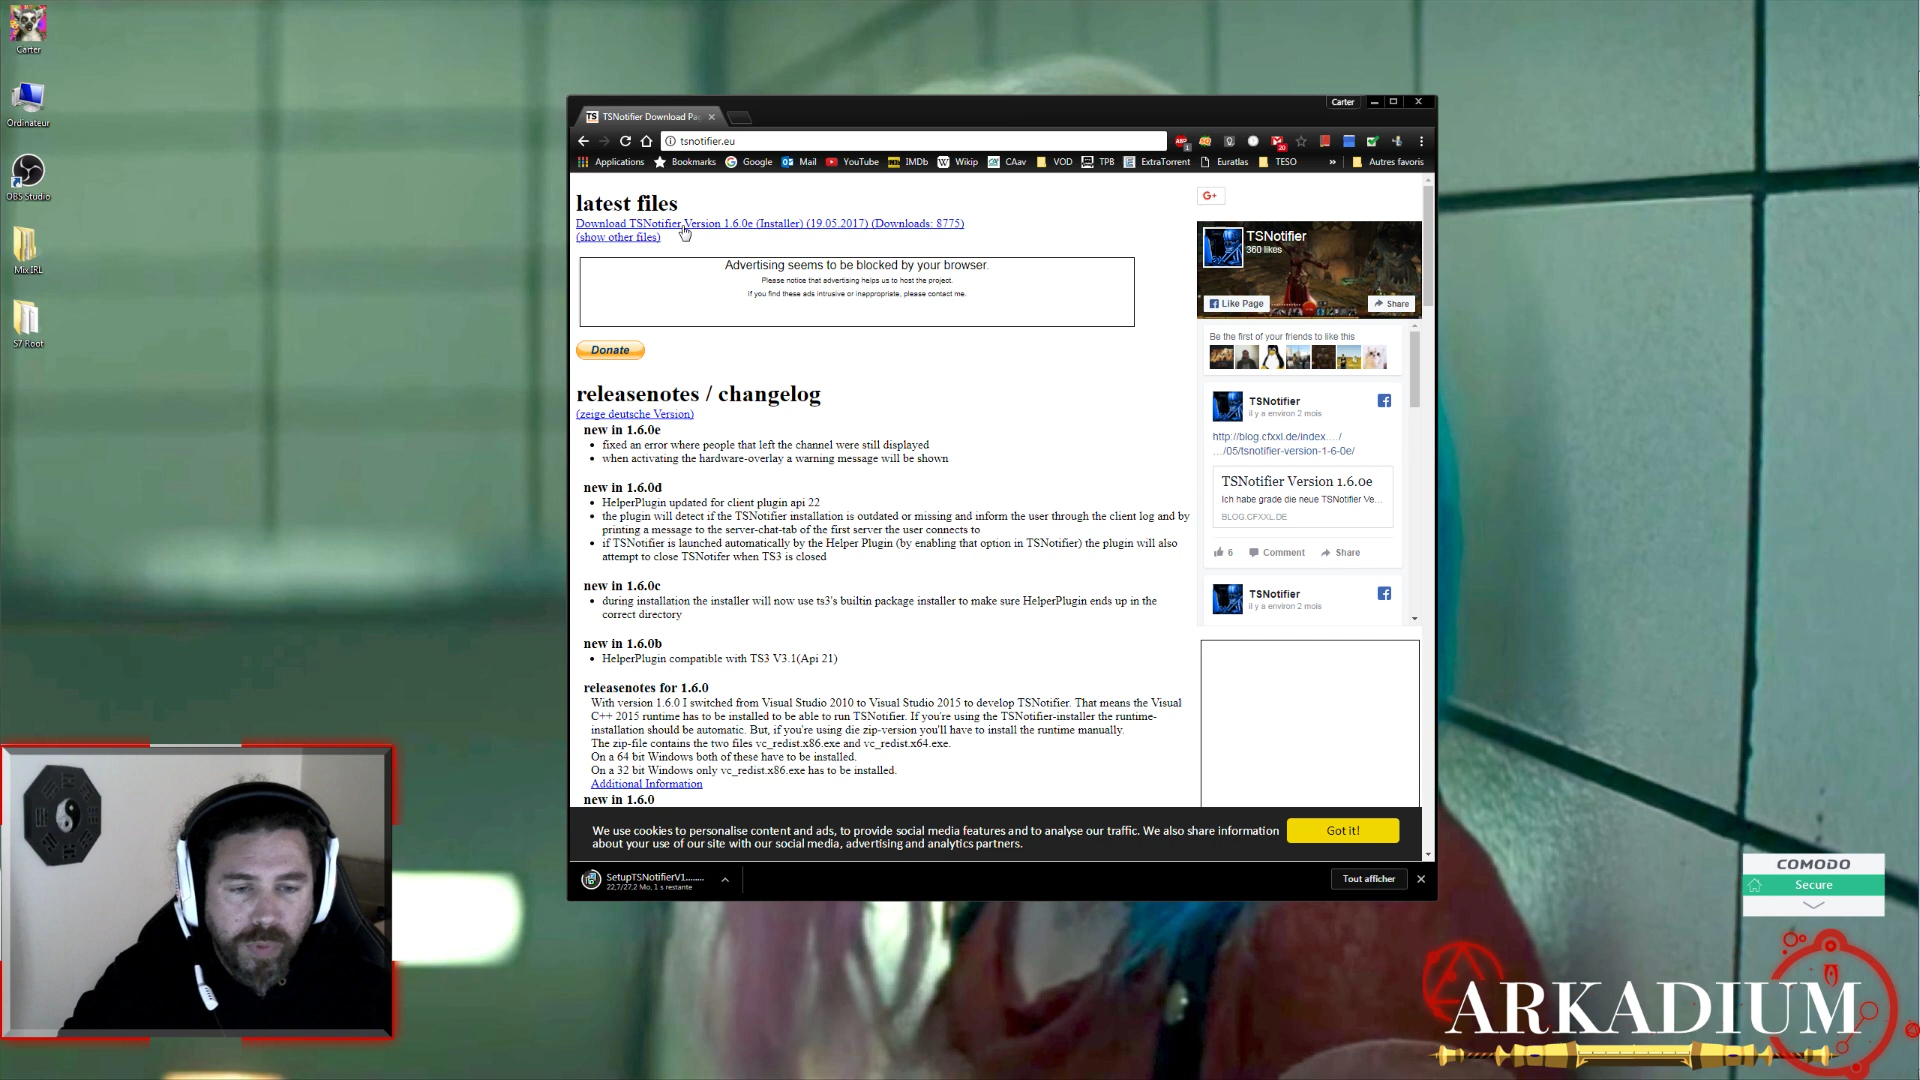 Carter
Ordinateur
OBS Studio
Mix IRL
S7 Root
Carter
TS TSNotifier Download Pa
tsnotifier.eu
Applications Bookmarks Google Mail YouTube IMDb Wikip CAav VOD TPB ExtraTorrent Euratlas TESO » Autres favoris
latest files
Download TSNotifier Version 1.6.0e (Installer) (19.05.2017) (Downloads: 8775)
(show other files)
Advertising seems to be blocked by your browser.
Please notice that advertising helps us to host the project.
If you find these ads intrusive or inappropriate, please contact me.
Donate
releasenotes / changelog
(zeige deutsche Version)
new in 1.6.0e
• fixed an error where people that left the channel were still displayed
• when activating the hardware-overlay a warning message will be shown
new in 1.6.0d
• HelperPlugin updated for client plugin api 22
• the plugin will detect if the TSNotifier installation is outdated or missing and inform the user through the client log and by
printing a message to the server-chat-tab of the first server the user connects to
• if TSNotifier is launched automatically by the Helper Plugin (by enabling that option in TSNotifier) the plugin will also
attempt to close TSNotifer when TS3 is closed
new in 1.6.0c
• during installation the installer will now use ts3's builtin package installer to make sure HelperPlugin ends up in the
correct directory
new in 1.6.0b
• HelperPlugin compatible with TS3 V3.1(Api 21)
releasenotes for 1.6.0
With version 1.6.0 I switched from Visual Studio 2010 to Visual Studio 2015 to develop TSNotifier. That means the Visual
C++ 2015 runtime has to be installed to be able to run TSNotifier. If you're using the TSNotifier-installer the runtime-
installation should be automatic. But, if you're using die zip-version you'll have to install the runtime manually.
The zip-file contains the two files vc_redist.x86.exe and vc_redist.x64.exe.
On a 64 bit Windows both of these have to be installed.
On a 32 bit Windows only vc_redist.x86.exe has to be installed.
Additional Information
new in 1.6.0
G+
TSNotifier
360 likes
Like Page
Share
Be the first of your friends to like this
TSNotifier
il y a environ 2 mois
http://blog.cfxxl.de/index…./
…/05/tsnotifier-version-1-6-0e/
TSNotifier Version 1.6.0e
Ich habe grade die neue TSNotifier Ve...
BLOG.CFXXL.DE
6 Comment Share
TSNotifier
il y a environ 2 mois
We use cookies to personalise content and ads, to provide social media features and to analyse our traffic. We also share information
about your use of our site with our social media, advertising and analytics partners.
Got it!
SetupTSNotifierV1.......
22,7/27,2 Mo, 1 s restante
Tout afficher
COMODO
Secure
ARKADIUM